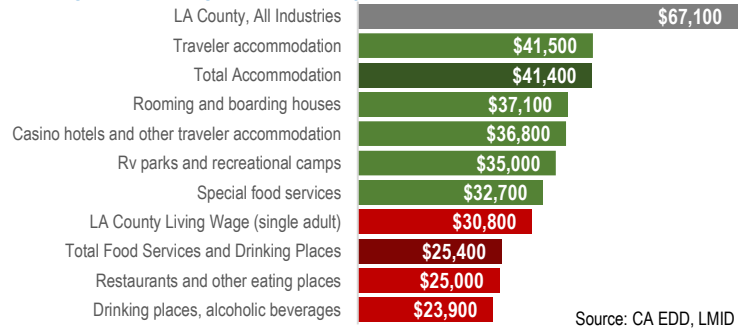 LA County, All Industries $67,100
Traveler accommodation $41,500
Total Accommodation $41,400
Rooming and boarding houses $37,100
Casino hotels and other traveler accommodation $36,800
Rv parks and recreational camps $35,000
Special food services $32,700
LA County Living Wage (single adult) $30,800
Total Food Services and Drinking Places $25,400
Restaurants and other eating places $25,000
Drinking places, alcoholic beverages $23,900
Source: CA EDD, LMID